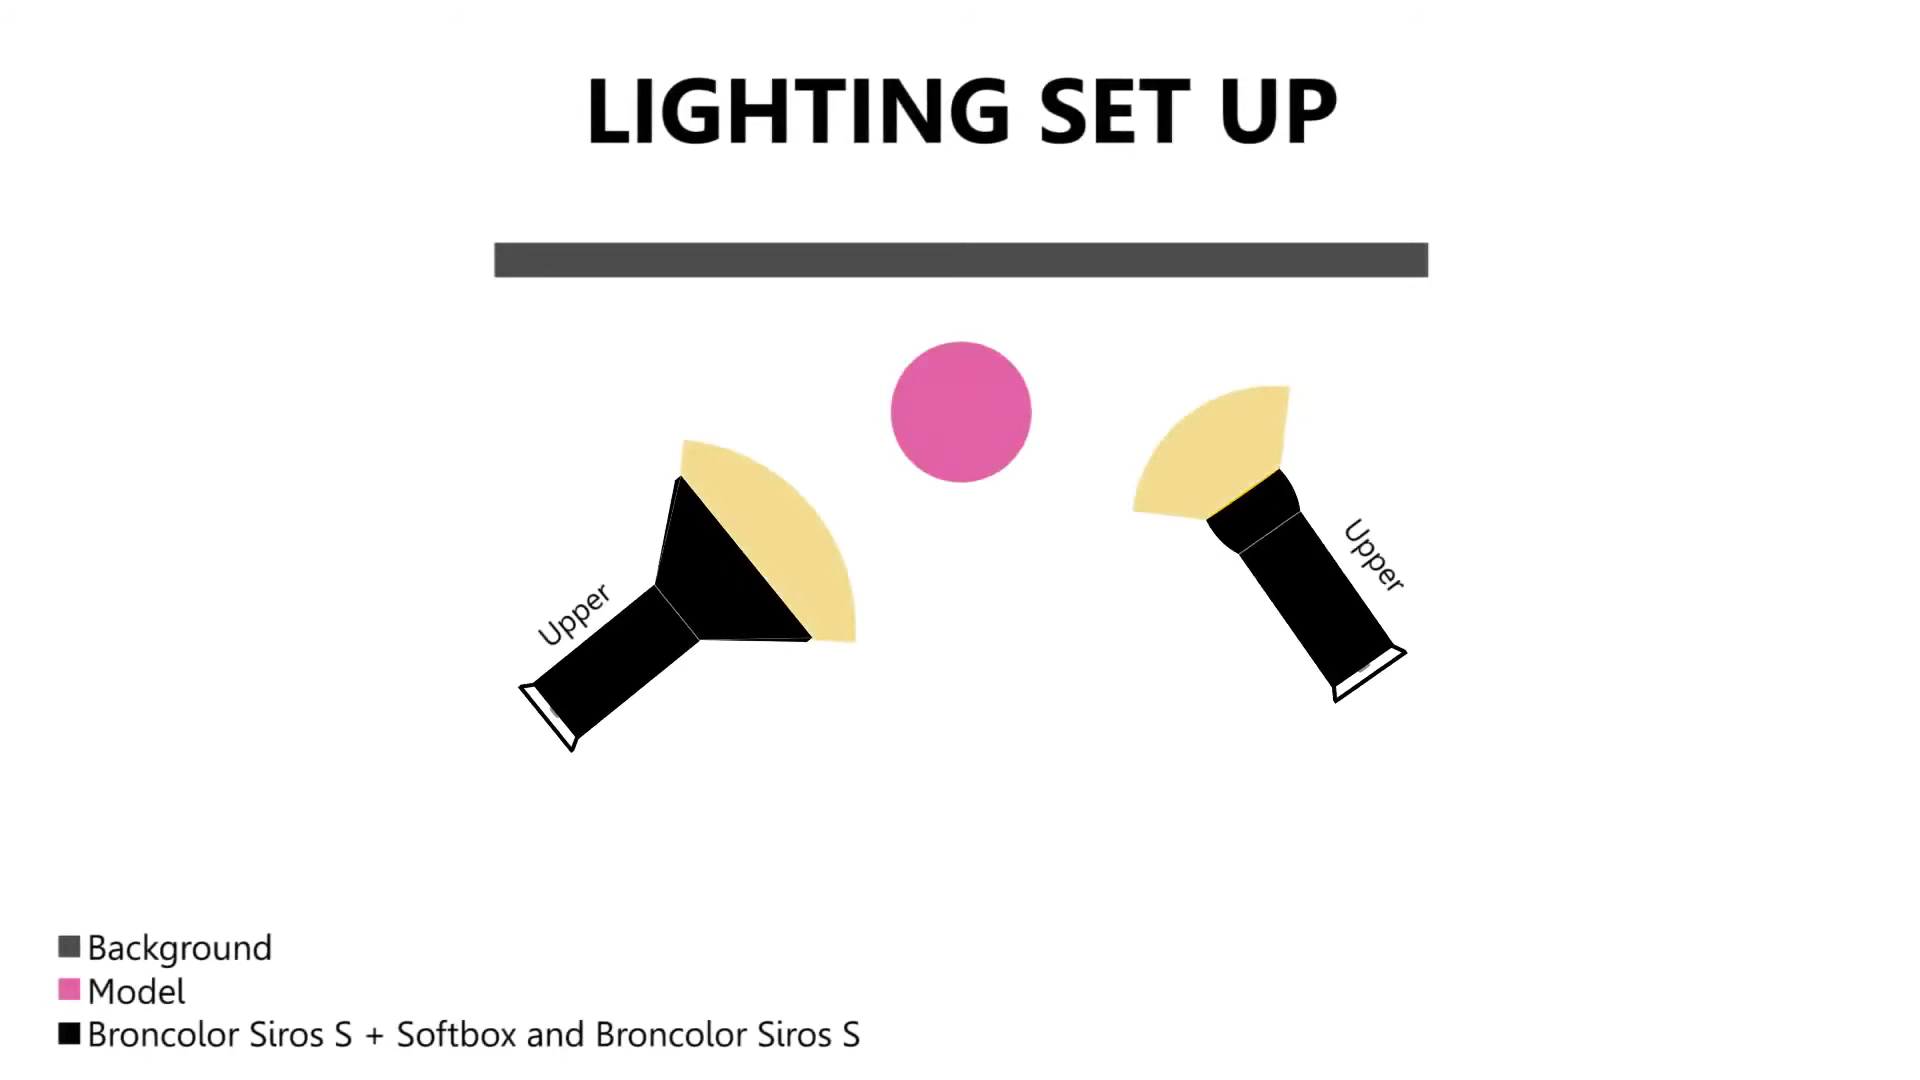 LIGHTING SET UP
Upper
Upper
Background
Model
Broncolor Siros S + Softbox and Broncolor Siros S